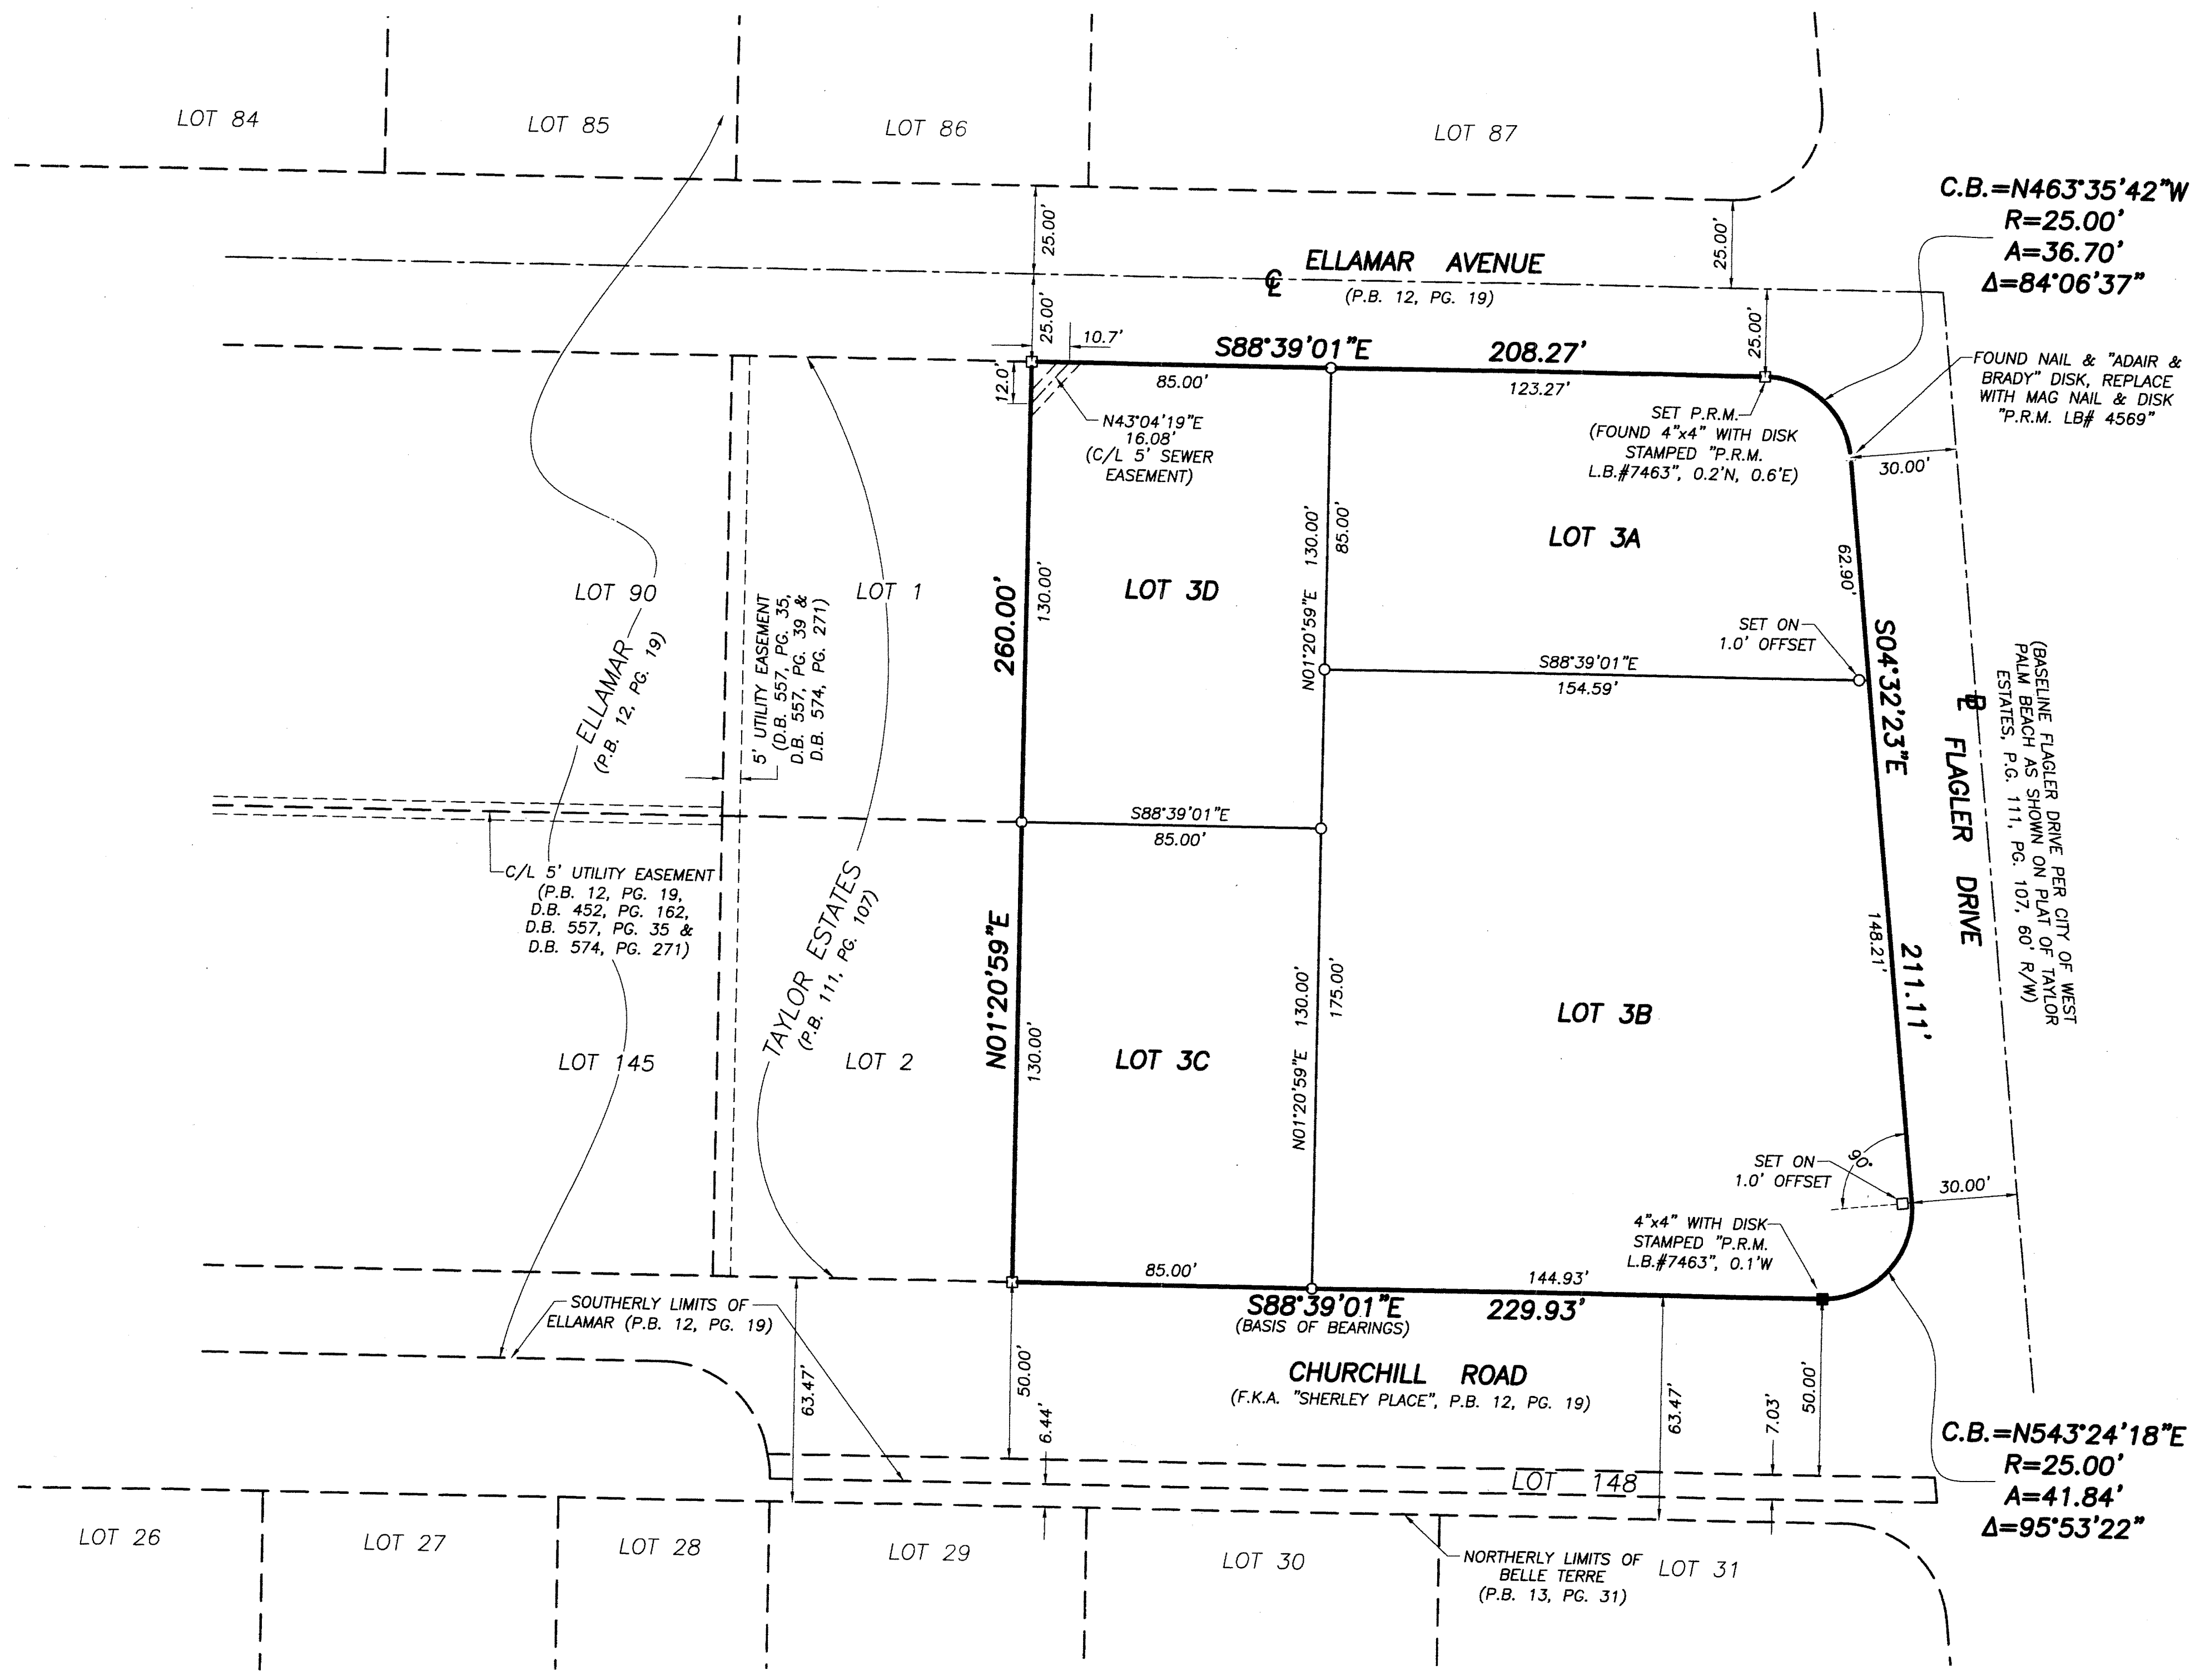 LOT 84
LOT 85
LOT 86
LOT 87
C.B.=N463°35'42"W
R=25.00'
A=36.70'
Δ=84°06'37"
25.00'
25.00'
25.00'
25.00'
℄
ELLAMAR AVENUE
(P.B. 12, PG. 19)
10.7'
12.0'
S88°39'01"E 208.27'
85.00'
123.27'
N43°04'19"E
16.08'
(C/L 5' SEWER
EASEMENT)
SET P.R.M.
(FOUND 4"x4" WITH DISK
STAMPED "P.R.M.
L.B.#7463", 0.2'N, 0.6'E)
FOUND NAIL & "ADAIR &
BRADY" DISK, REPLACE
WITH MAG NAIL & DISK
"P.R.M. LB# 4569"
30.00'
LOT 90
ELLAMAR
(P.B. 12, PG. 19)
5' UTILITY EASEMENT
(D.B. 557, PG. 35,
D.B. 557, PG. 39 &
D.B. 574, PG. 271)
LOT 1
260.00'
130.00'
LOT 3D
N01°20'59"E 130.00'
85.00'
LOT 3A
62.90'
SET ON
1.0' OFFSET
S88°39'01"E
154.59'
S04°32'23"E
FLAGLER DRIVE
(BASELINE FLAGLER DRIVE PER CITY OF WEST
PALM BEACH AS SHOWN ON PLAT OF TAYLOR
ESTATES, P.G. 111, PG. 107, 60' R/W)
S88°39'01"E
85.00'
C/L 5' UTILITY EASEMENT
(P.B. 12, PG. 19,
D.B. 452, PG. 162,
D.B. 557, PG. 35 &
D.B. 574, PG. 271)
TAYLOR ESTATES
(P.B. 111, PG. 107)
LOT 145
LOT 2
N01°20'59"E
130.00'
LOT 3C
N01°20'59"E 130.00'
175.00'
LOT 3B
148.21'
211.11'
90°
SET ON
1.0' OFFSET
30.00'
4"x4" WITH DISK
STAMPED "P.R.M.
L.B.#7463", 0.1'W
85.00'
144.93'
S88°39'01"E 229.93'
(BASIS OF BEARINGS)
SOUTHERLY LIMITS OF
ELLAMAR (P.B. 12, PG. 19)
63.47'
50.00'
6.44'
CHURCHILL ROAD
(F.K.A. "SHERLEY PLACE", P.B. 12, PG. 19)
63.47'
7.03'
50.00'
C.B.=N543°24'18"E
R=25.00'
A=41.84'
Δ=95°53'22"
LOT 148
LOT 26
LOT 27
LOT 28
LOT 29
LOT 30
NORTHERLY LIMITS OF
BELLE TERRE
(P.B. 13, PG. 31)
LOT 31